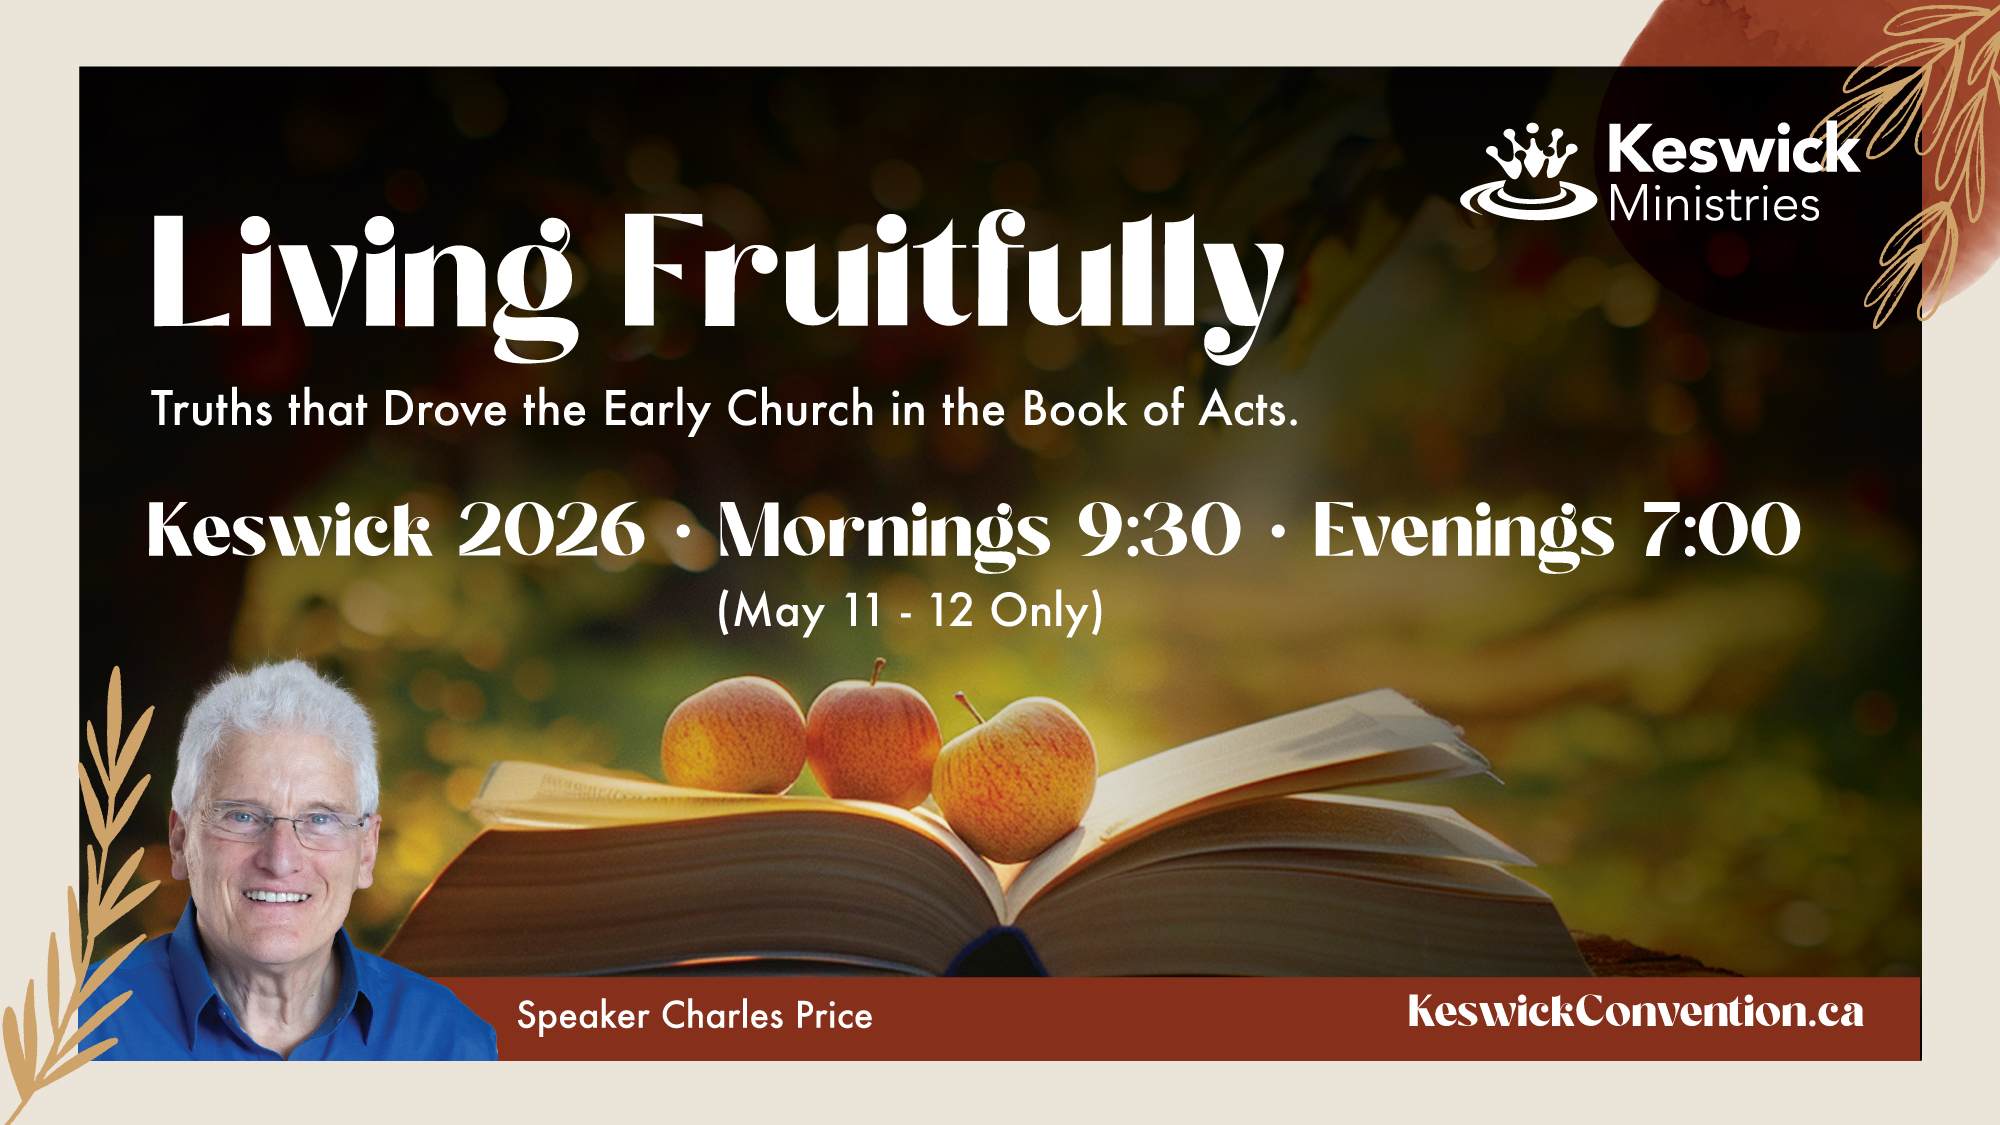 Keswick
Ministries
Living Fruitfully
Truths that Drove the Early Church in the Book of Acts.
Keswick 2026 · Mornings 9:30 · Evenings 7:00
(May 11 - 12 Only)
Speaker Charles Price
KeswickConvention.ca